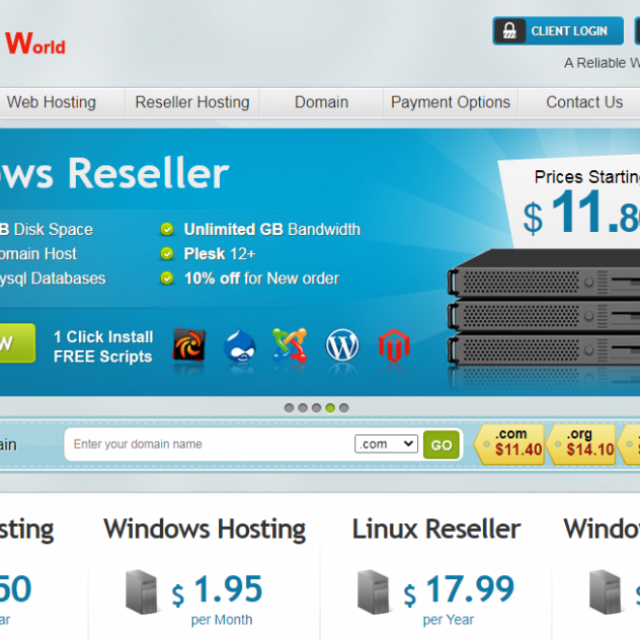 CLIENT LOGIN
World
A Reliable W
Web Hosting Reseller Hosting Domain Payment Options Contact Us
ws Reseller
Prices Starting
$ 11.8
B Disk Space
Unlimited GB Bandwidth
omain Host
Plesk 12+
ysql Databases
10% off for New order
W
1 Click Install
FREE Scripts
ain
Enter your domain name
.com
GO
.com
$11.40
.org
$14.10
sting
Windows Hosting
Linux Reseller
Windo
50
$ 1.95
$ 17.99
$
ar
per Month
per Year